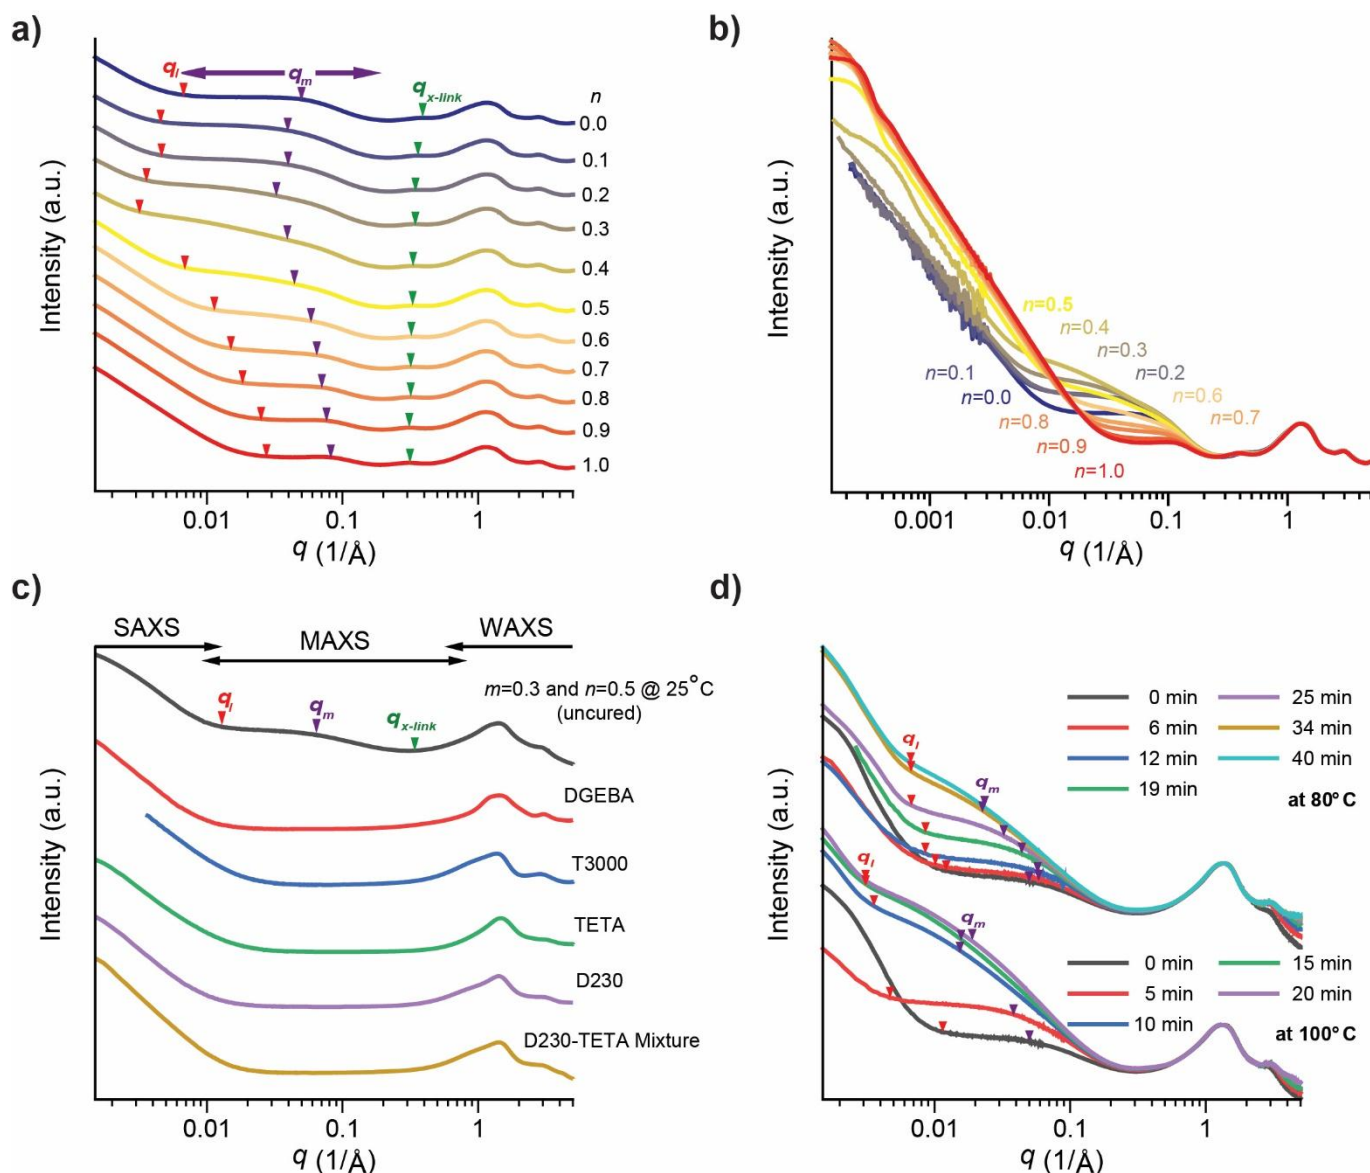 a)
q_l
q_m
q_x-link
n
0.0
0.1
0.2
0.3
0.4
0.5
0.6
0.7
0.8
0.9
1.0
Intensity (a.u.)
0.01 0.1 1
q (1/Å)
b)
n=0.5
n=0.4
n=0.3
n=0.1
n=0.2
n=0.0
n=0.6
n=0.8
n=0.7
n=0.9
n=1.0
Intensity (a.u.)
0.001 0.01 0.1 1
q (1/Å)
c)
SAXS MAXS WAXS
m=0.3 and n=0.5 @ 25°C
(uncured)
q_l
q_m
q_x-link
DGEBA
T3000
TETA
D230
D230-TETA Mixture
Intensity (a.u.)
0.01 0.1 1
q (1/Å)
d)
0 min 25 min
6 min 34 min
12 min 40 min
19 min
at 80°C
q_l
q_m
q_l
q_m
0 min 15 min
5 min 20 min
10 min
at 100°C
Intensity (a.u.)
0.01 0.1 1
q (1/Å)